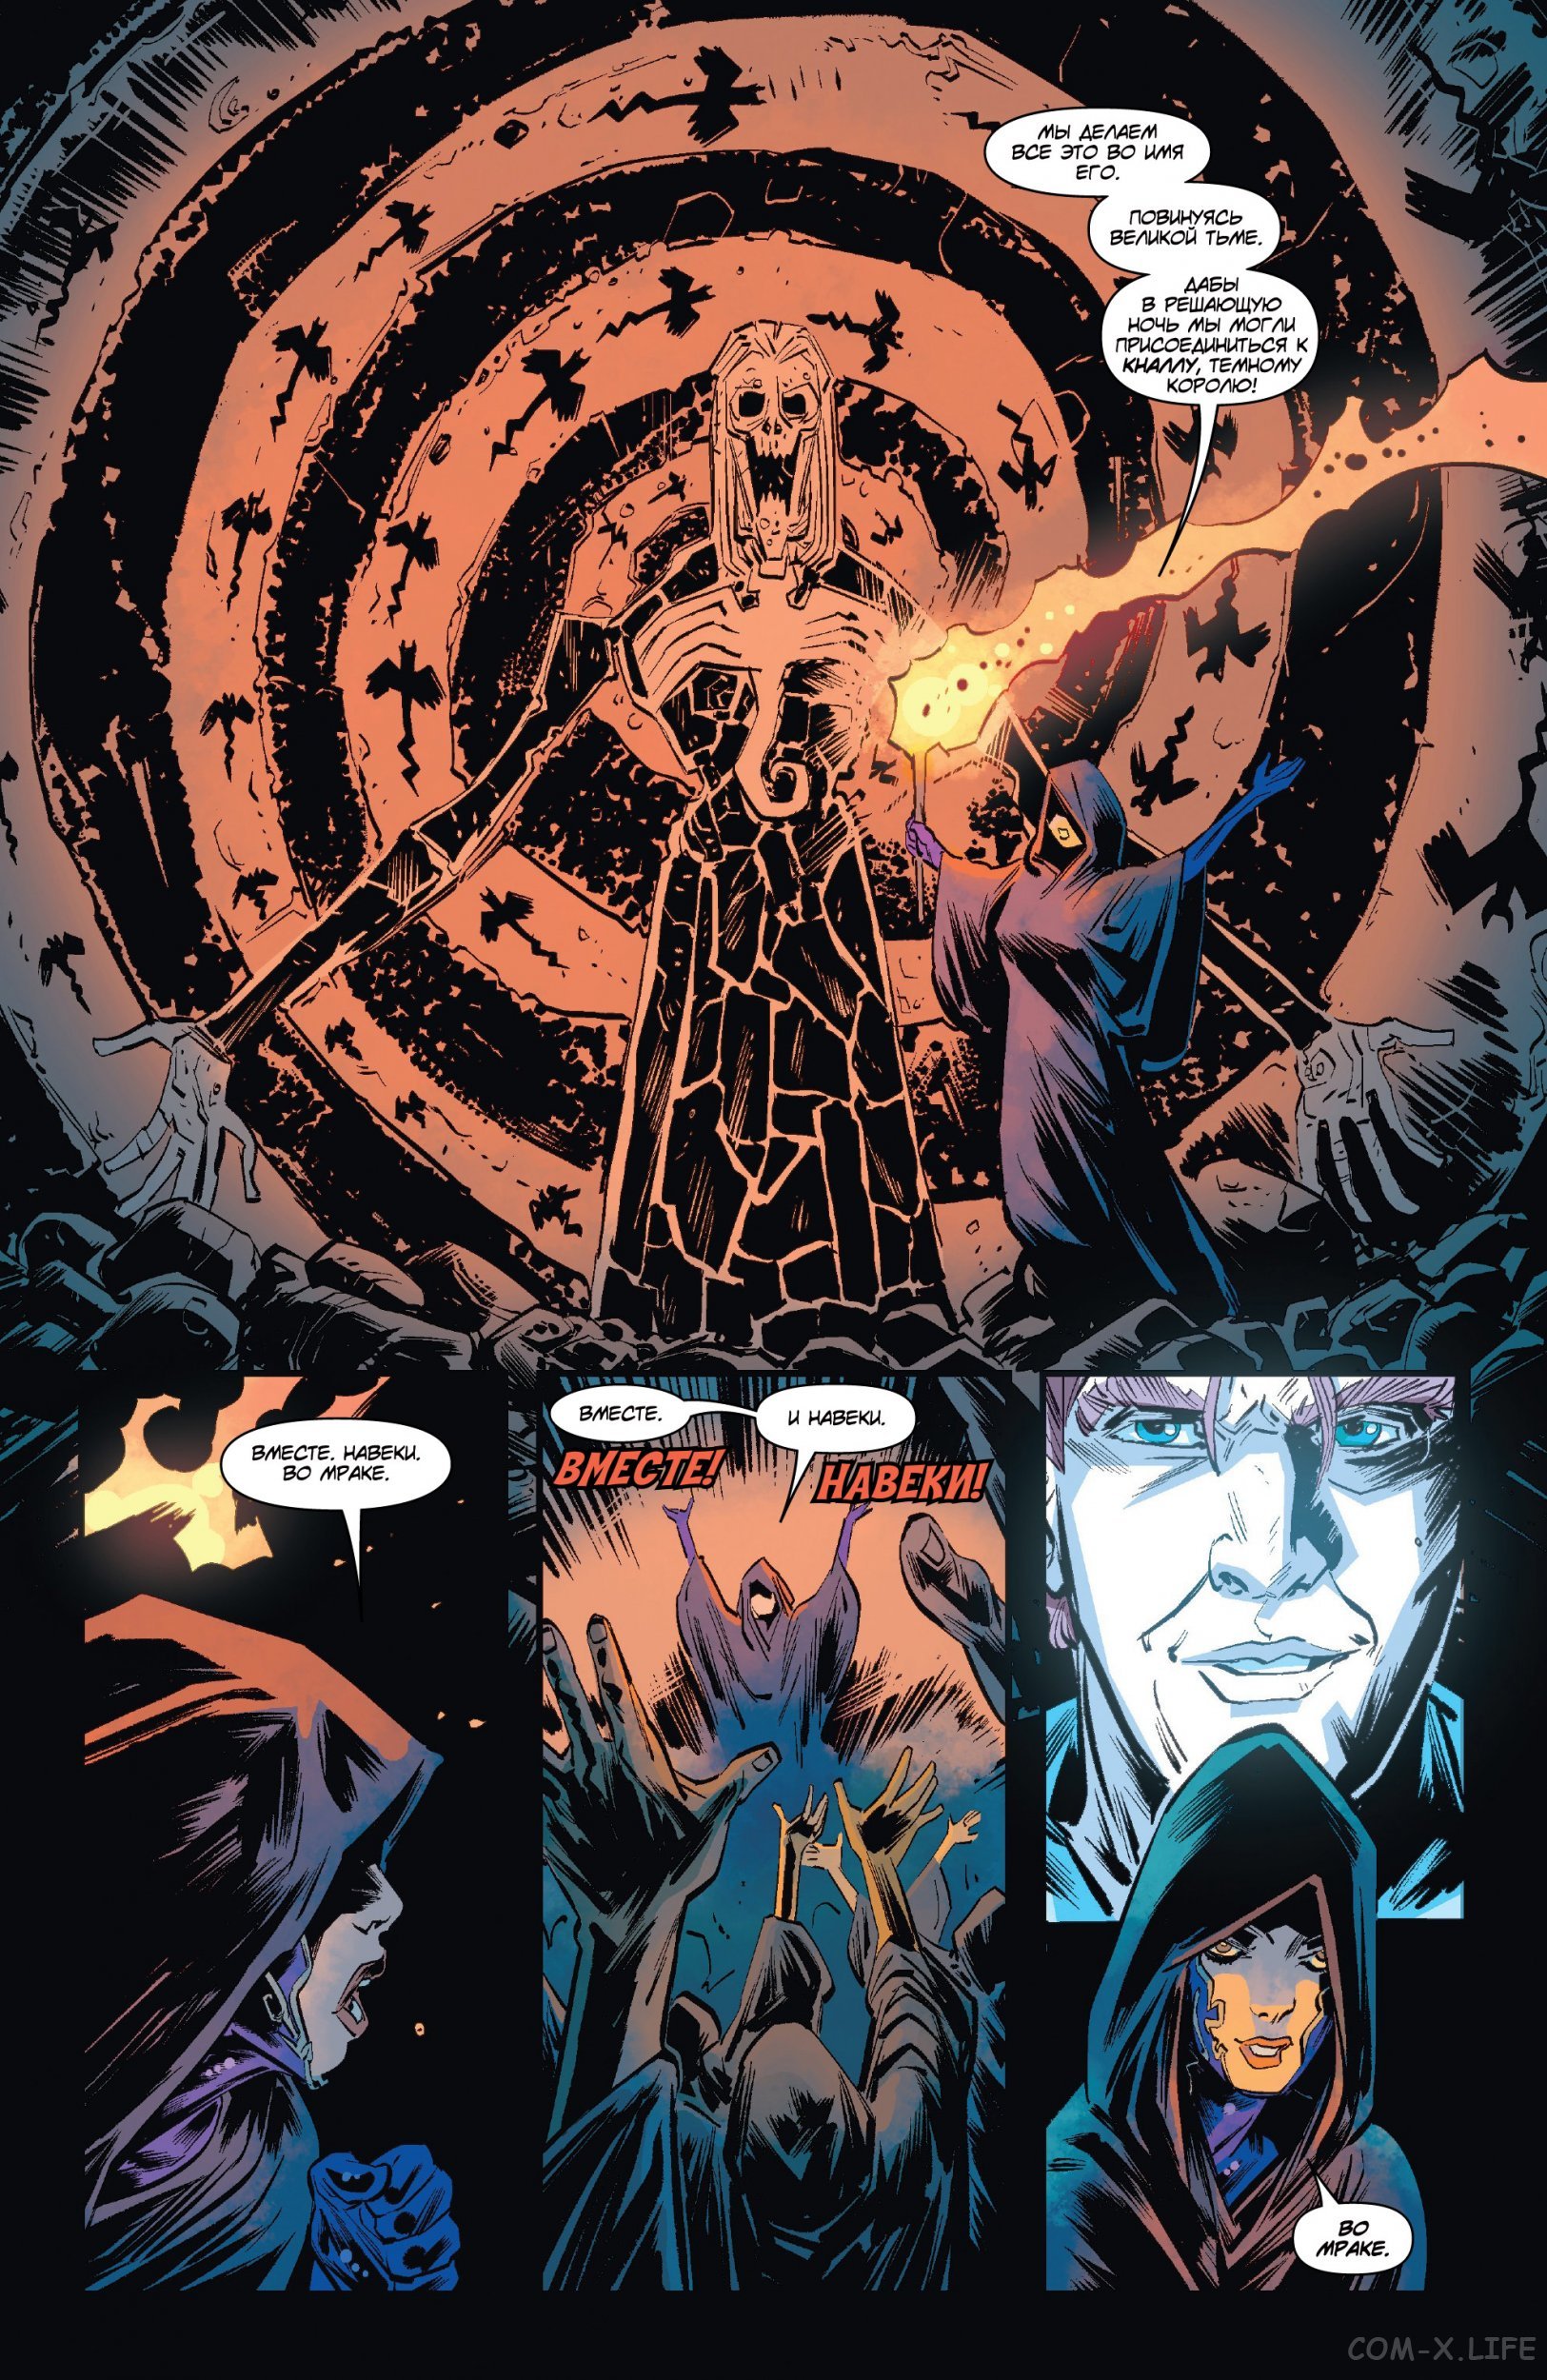 МЫ ДЕЛАЕМ
ВСЕ ЭТО ВО ИМЯ
ЕГО.
ПОВИНУЯСЬ
ВЕЛИКОЙ ТЬМЕ.
ДАБЫ
В РЕШАЮЩУЮ
НОЧЬ МЫ МОГЛИ
ПРИСОЕДИНИТЬСЯ К
КНАЛЛУ, ТЕМНОМУ
КОРОЛЮ!
ВМЕСТЕ. НАВЕКИ.
ВО МРАКЕ.
ВМЕСТЕ.
И НАВЕКИ.
ВМЕСТЕ!
НАВЕКИ!
ВО
МРАКЕ.
COM-X.LIFE